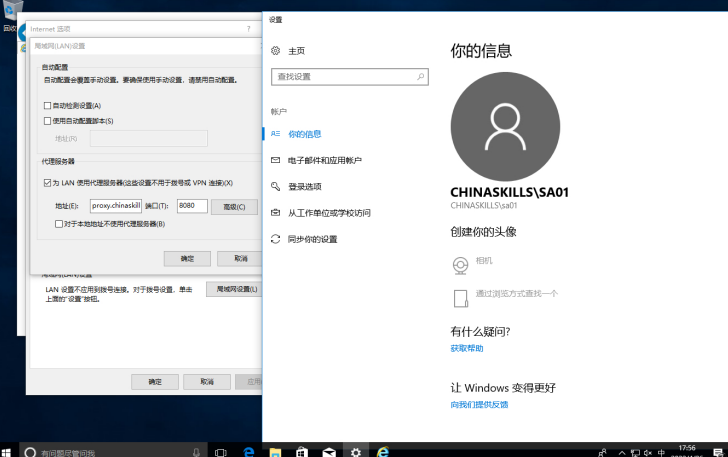 回收
Internet 选项
?
局域网(LAN)设置
自动配置
自动配置会覆盖手动设置。要确保使用手动设置，请禁用自动配置。
自动检测设置(A)
使用自动配置脚本(S)
地址(R)
代理服务器
为 LAN 使用代理服务器(这些设置不用于拨号或 VPN 连接)(X)
地址(E): proxy.chinaskill 端口(T): 8080 高级(C)
对于本地地址不使用代理服务器(B)
确定 取消
局域网(LAN)设置
LAN 设置不应用到拨号连接。对于拨号设置，单击
上面的"设置"按钮。
局域网设置(L)
确定 取消 应用
设置
主页
查找设置
帐户
你的信息
电子邮件和应用帐户
登录选项
从工作单位或学校访问
同步你的设置
你的信息
CHINASKILLS\SA01
CHINASKILLS\sa01
创建你的头像
相机
通过浏览方式查找一个
有什么疑问?
获取帮助
让 Windows 变得更好
向我们提供反馈
有问题尽管问我
中
17:56